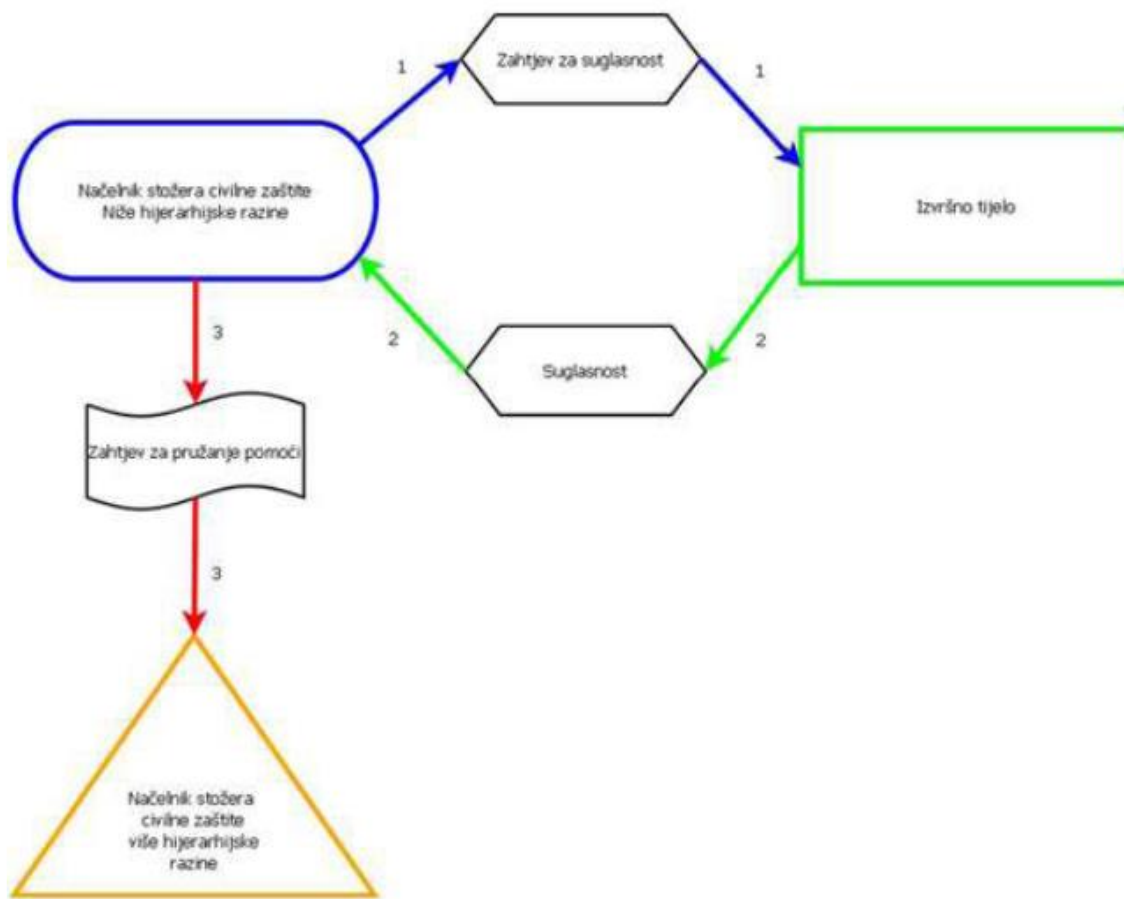 Zahtjev za suglasnost
1
1
Načelnik stožera civilne zaštite
Niže hijerarhijske razine
Izvršno tijelo
3
2
2
Suglasnost
Zahtjev za pružanje pomoći
3
Načelnik stožera
civilne zaštite
više hijerarhijske
razine